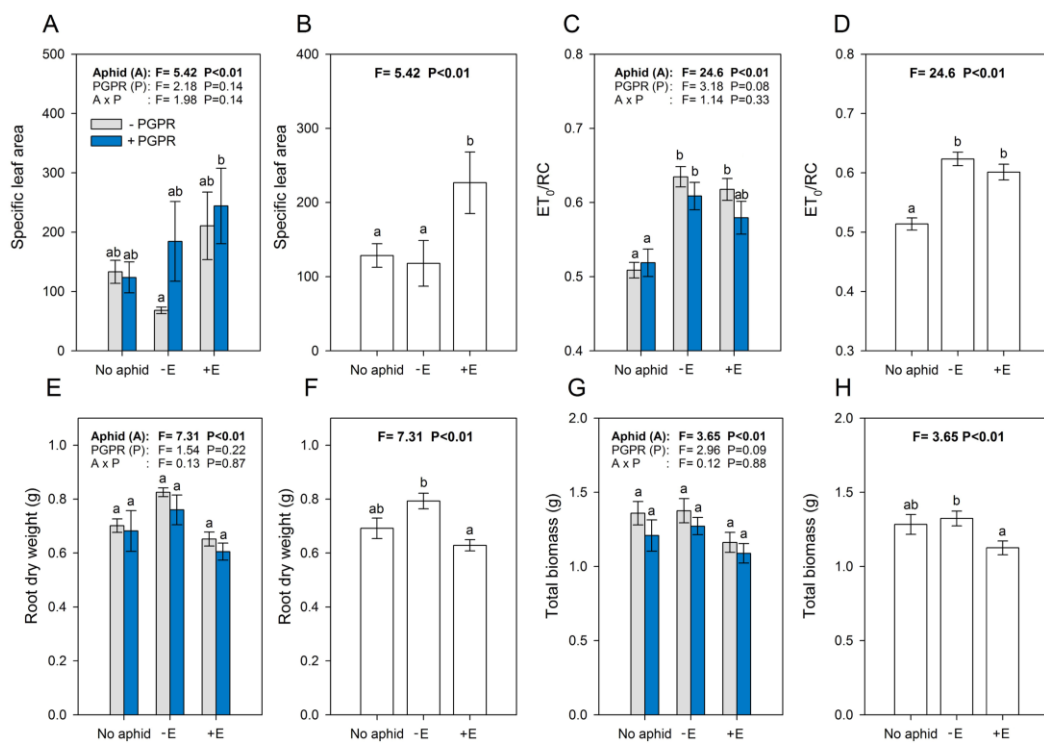 A
Specific leaf area
500
400
300
200
100
0
Aphid (A): F= 5.42 P<0.01
PGPR (P): F= 2.18 P=0.14
A x P : F= 1.98 P=0.14
- PGPR
+ PGPR
ab ab a ab ab b
No aphid -E +E
B
Specific leaf area
400
300
200
100
0
F= 5.42 P<0.01
a a b
No aphid -E +E
C
ET₀/RC
0.8
0.7
0.6
0.5
0.4
Aphid (A): F= 24.6 P<0.01
PGPR (P): F= 3.18 P=0.08
A x P : F= 1.14 P=0.33
a a b b b ab
No aphid -E +E
D
ET₀/RC
0.8
0.7
0.6
0.5
0.4
0.3
F= 24.6 P<0.01
a b b
No aphid -E +E
E
Root dry weight (g)
1.0
0.8
0.6
0.4
0.2
0.0
Aphid (A): F= 7.31 P<0.01
PGPR (P): F= 1.54 P=0.22
A x P : F= 0.13 P=0.87
a a a a a a
No aphid -E +E
F
Root dry weight (g)
1.0
0.8
0.6
0.4
0.2
0.0
F= 7.31 P<0.01
ab b a
No aphid -E +E
G
Total biomass (g)
2.0
1.5
1.0
0.5
0.0
Aphid (A): F= 3.65 P<0.01
PGPR (P): F= 2.96 P=0.09
A x P : F= 0.12 P=0.88
a a a a a a
No aphid -E +E
H
Total biomass (g)
2.0
1.5
1.0
0.5
0.0
F= 3.65 P<0.01
ab b a
No aphid -E +E